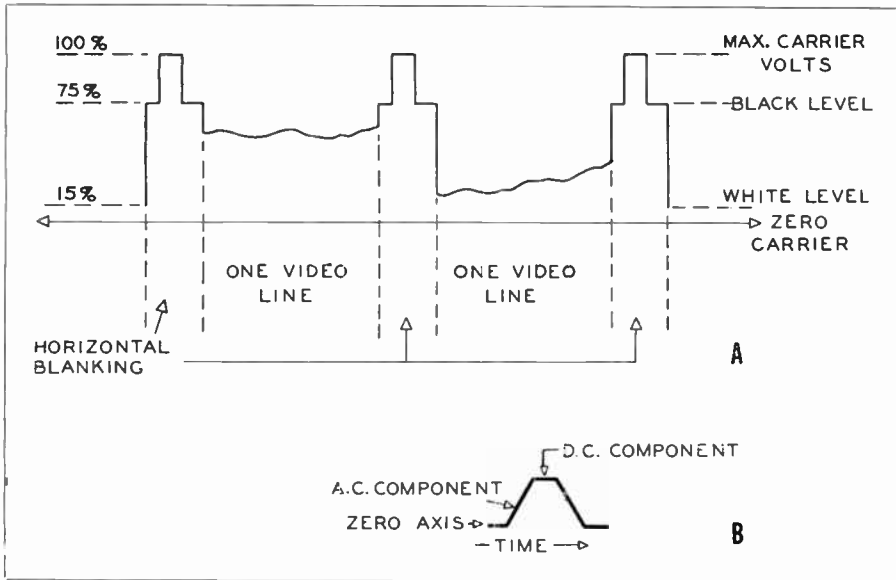 100%
MAX. CARRIER
VOLTS
75%
BLACK LEVEL
15%
WHITE LEVEL
ZERO
CARRIER
ONE VIDEO
LINE
ONE VIDEO
LINE
HORIZONTAL
BLANKING
A
D.C. COMPONENT
A.C. COMPONENT
ZERO AXIS
TIME
B